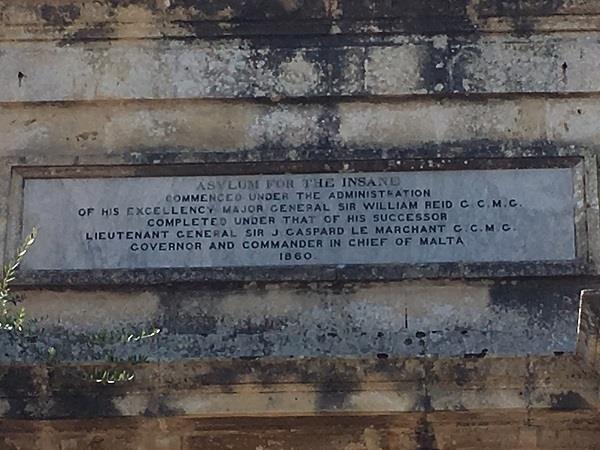 ASYLUM FOR THE INSANE
COMMENCED UNDER THE ADMINISTRATION
OF HIS EXCELLENCY MAJOR GENERAL SIR WILLIAM REID G.C.M.G.
COMPLETED UNDER THAT OF HIS SUCCESSOR
LIEUTENANT GENERAL SIR J. GASPARD LE MARCHANT G.C.M.G.
GOVERNOR AND COMMANDER IN CHIEF OF MALTA
1860.